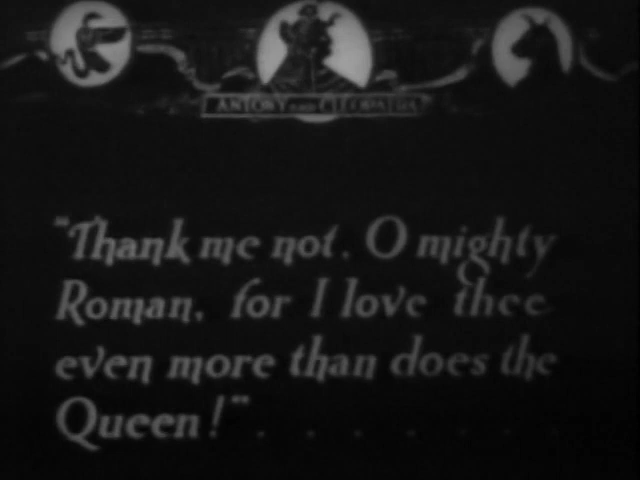 ANTONY AND CLEOPATRA
"Thank me not, O mighty
Roman, for I love thee
even more than does the
Queen!" . . . . . . .